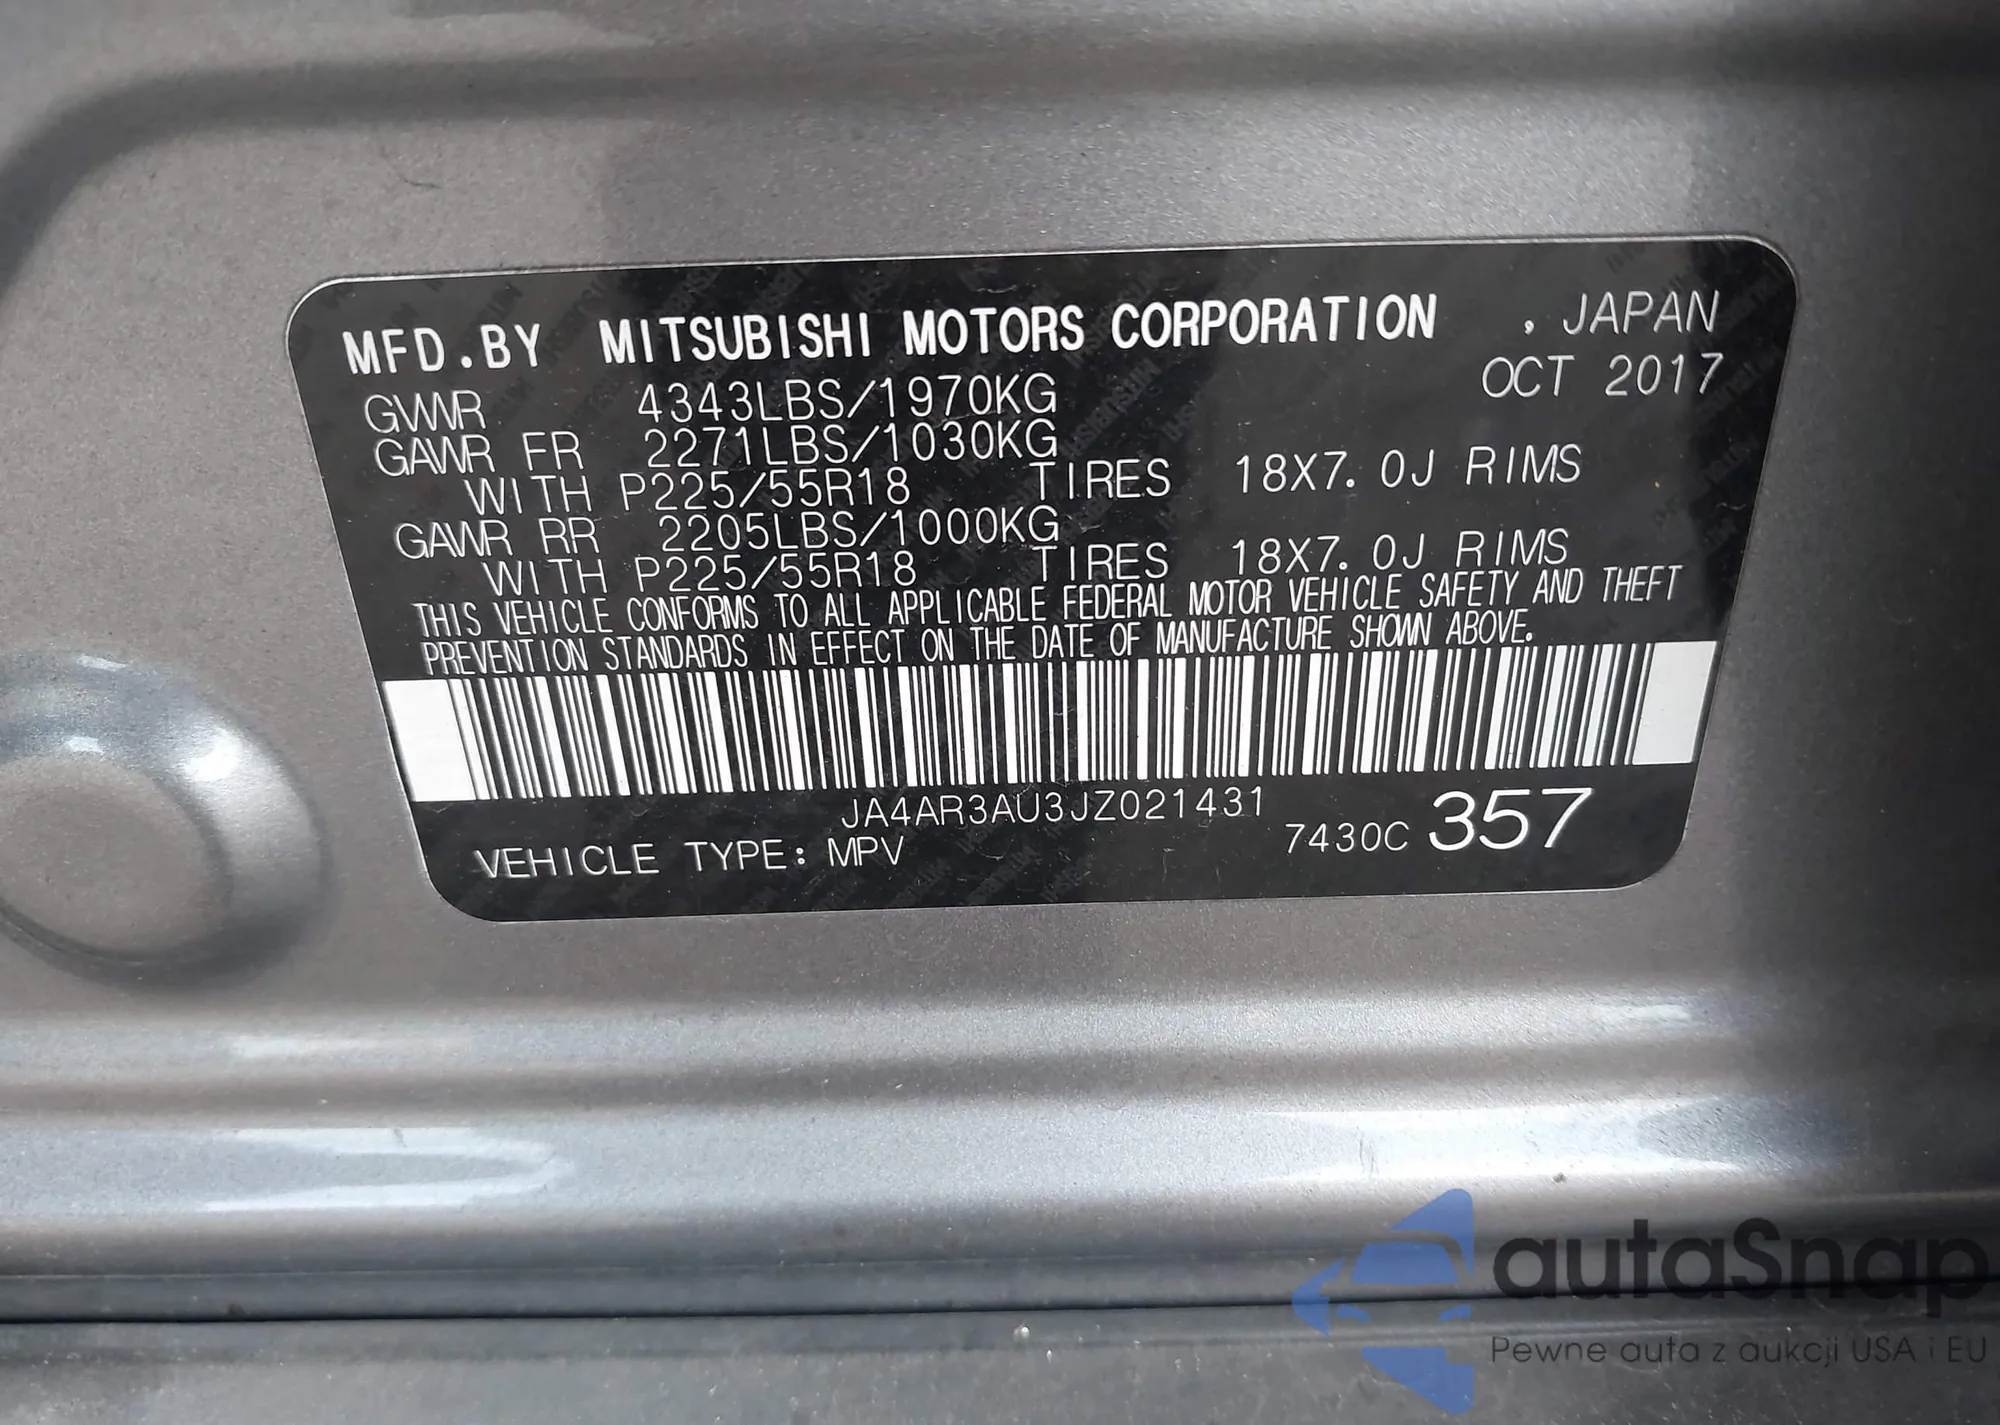 MFD.BY MITSUBISHI MOTORS CORPORATION , JAPAN
OCT 2017
GVWR 4343LBS/1970KG
GAWR FR 2271LBS/1030KG
WITH P225/55R18 TIRES 18X7.0J RIMS
GAWR RR 2205LBS/1000KG
WITH P225/55R18 TIRES 18X7.0J RIMS
THIS VEHICLE CONFORMS TO ALL APPLICABLE FEDERAL MOTOR VEHICLE SAFETY AND THEFT
PREVENTION STANDARDS IN EFFECT ON THE DATE OF MANUFACTURE SHOWN ABOVE.
JA4AR3AU3JZ021431
VEHICLE TYPE: MPV 7430C 357
autaSnap
Pewne auta z aukcji USA i EU